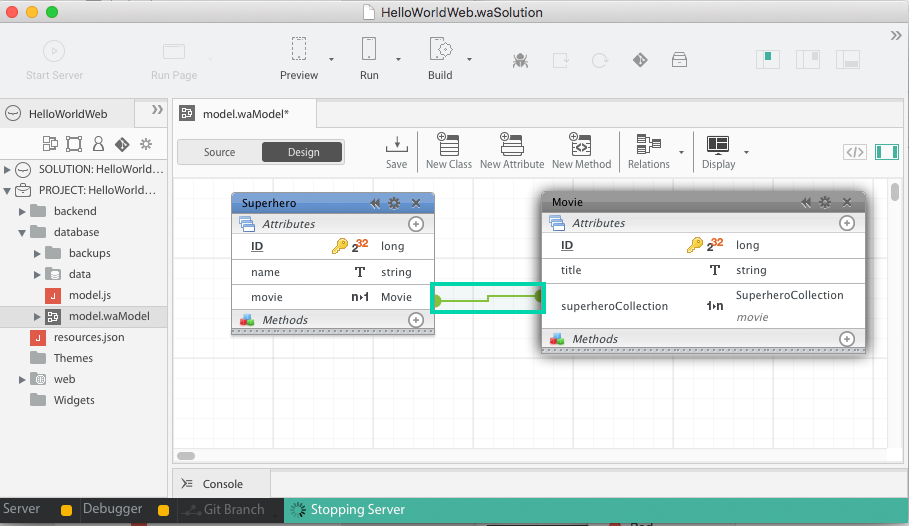 HelloWorldWeb.waSolution
Start Server
Run Page
Preview
Run
Build
HelloWorldWeb
model.waModel*
Source
Design
Save
New Class
New Attribute
New Method
Relations
Display
SOLUTION: HelloWorld...
PROJECT: HelloWorld...
backend
database
backups
data
model.js
model.waModel
resources.json
Themes
web
Widgets
Superhero
Attributes
ID 2 32 long
name T string
movie n 1 Movie
Methods
Movie
Attributes
ID 2 32 long
title T string
superheroCollection 1 n SuperheroCollection
movie
Methods
Console
Server
Debugger
Git Branch
Stopping Server